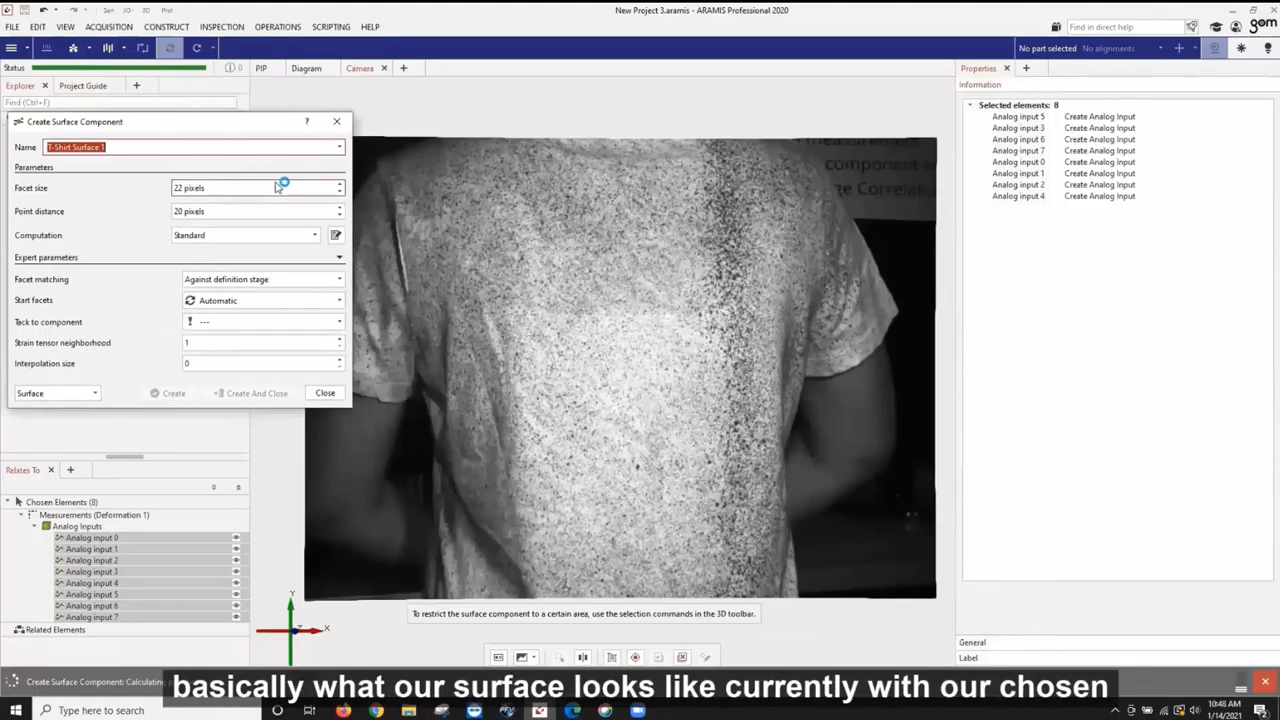 New Project 3.aramis - ARAMIS Professional 2020
FILE EDIT VIEW ACQUISITION CONSTRUCT INSPECTION OPERATIONS SCRIPTING HELP
Find in direct help
gom
No part selected
No alignments
Status
0
PIP Diagram Camera
Properties
Explorer
Project Guide
Find (Ctrl+F)
Information
Create Surface Component
Name T-Shirt Surface 1
Parameters
Facet size 22 pixels
Point distance 20 pixels
Computation Standard
Expert parameters
Facet matching Against definition stage
Start facets Automatic
Tack to component ---
Strain tensor neighborhood 1
Interpolation size 0
Surface Create Create And Close Close
Selected elements: 8
Analog input 5 Create Analog Input
Analog input 3 Create Analog Input
Analog input 6 Create Analog Input
Analog input 7 Create Analog Input
Analog input 0 Create Analog Input
Analog input 1 Create Analog Input
Analog input 2 Create Analog Input
Analog input 4 Create Analog Input
Relates To
Chosen Elements (8)
Measurements (Deformation 1)
Analog Inputs
Analog input 0
Analog input 1
Analog input 2
Analog input 3
Analog input 4
Analog input 5
Analog input 6
Analog input 7
Related Elements
Y
X
Z
To restrict the surface component to a certain area, use the selection commands in the 3D toolbar.
General
Label
Create Surface Component: Calculating
basically what our surface looks like currently with our chosen
Type here to search
10:48 AM
1/14/2021